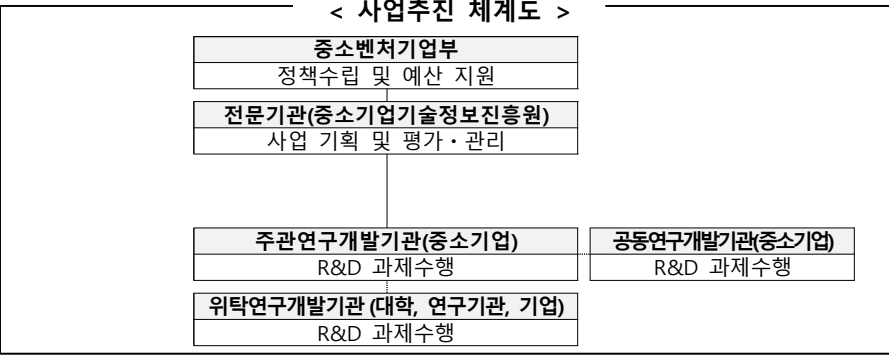 < 사업추진 체계도 >
중소벤처기업부
정책수립 및 예산 지원
전문기관(중소기업기술정보진흥원)
사업 기획 및 평가・관리
주관연구개발기관(중소기업)
공동연구개발기관(중소기업)
R&D 과제수행
R&D 과제수행
위탁연구개발기관 (대학, 연구기관, 기업)
R&D 과제수행